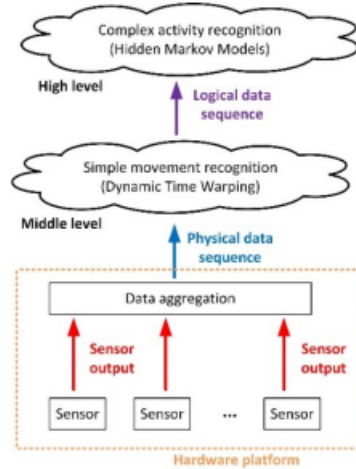 Complex activity recognition
(Hidden Markov Models)
High level
Logical data
sequence
Simple movement recognition
(Dynamic Time Warping)
Middle level
Physical data
sequence
Data aggregation
Sensor
output
Sensor
output
Sensor
Sensor
...
Sensor
Hardware platform